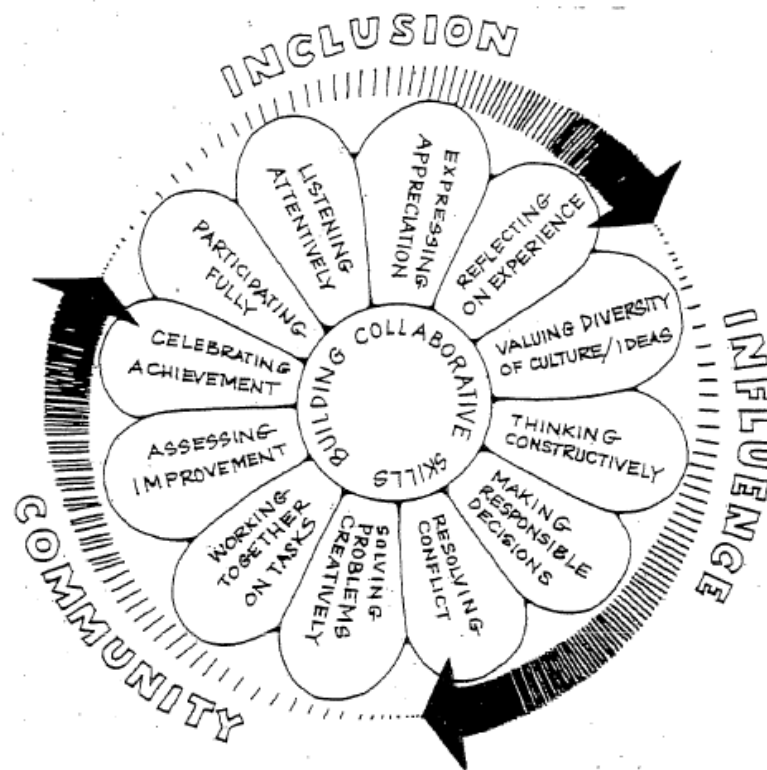 INCLUSION
INFLUENCE
COMMUNITY
BUILDING COLLABORATIVE SKILLS
PARTICIPATING
FULLY
LISTENING
ATTENTIVELY
EXPRESSING
APPRECIATION
REFLECTING
ON EXPERIENCE
VALUING DIVERSITY
OF CULTURE/IDEAS
THINKING
CONSTRUCTIVELY
MAKING
RESPONSIBLE
DECISIONS
RESOLVING
CONFLICT
SOLVING
PROBLEMS
CREATIVELY
WORKING
TOGETHER
ON TASKS
ASSESSING
IMPROVEMENT
CELEBRATING
ACHIEVEMENT